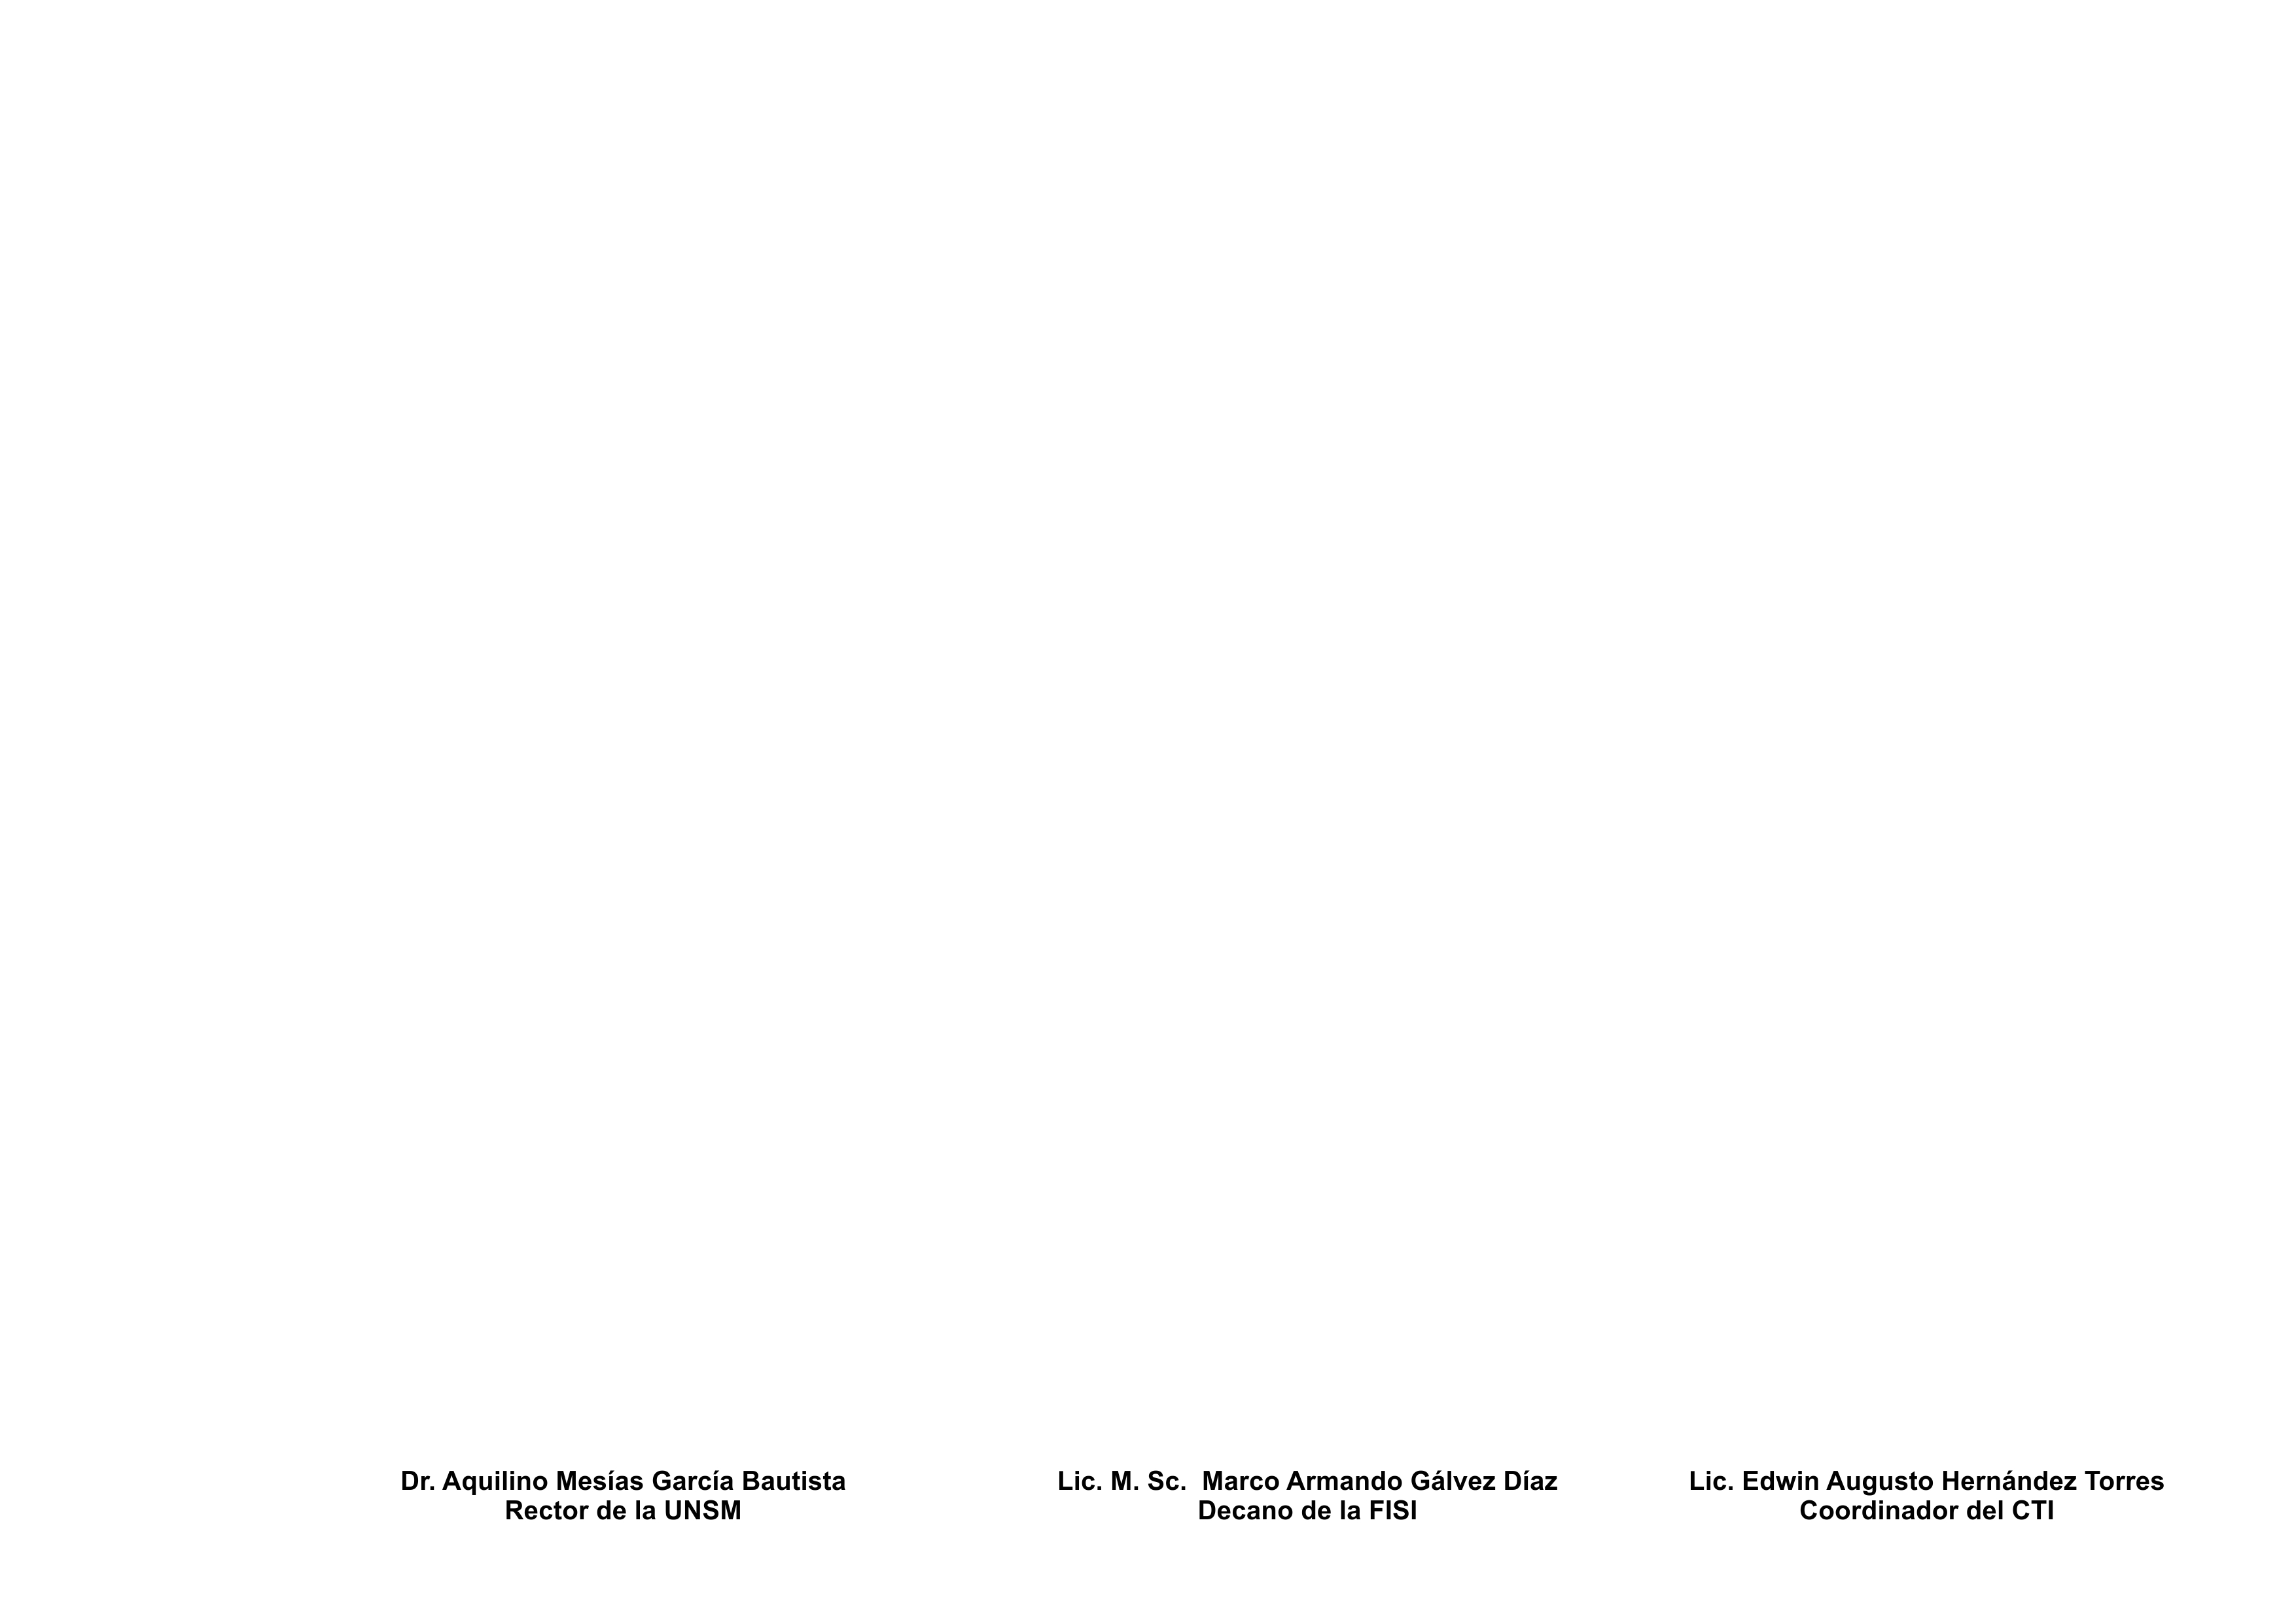 Dr. Aquilino Mesías García Bautista
Rector de la UNSM
Lic. M. Sc.  Marco Armando Gálvez Díaz
Decano de la FISI
Lic. Edwin Augusto Hernández Torres
Coordinador del CTI